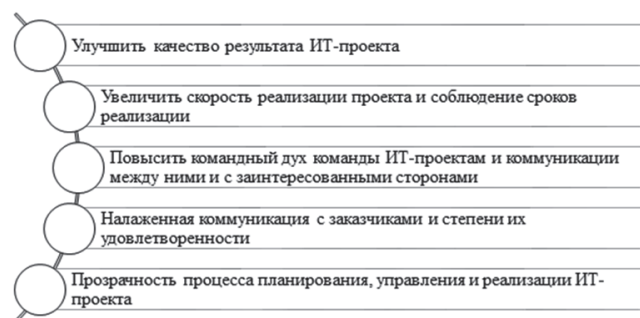 Улучшить качество результата ИТ-проекта
Увеличить скорость реализации проекта и соблюдение сроков
реализации
Повысить командный дух команды ИТ-проектам и коммуникации
между ними и с заинтересованными сторонами
Налаженная коммуникация с заказчиками и степени их
удовлетворенности
Прозрачность процесса планирования, управления и реализации ИТ-
проекта